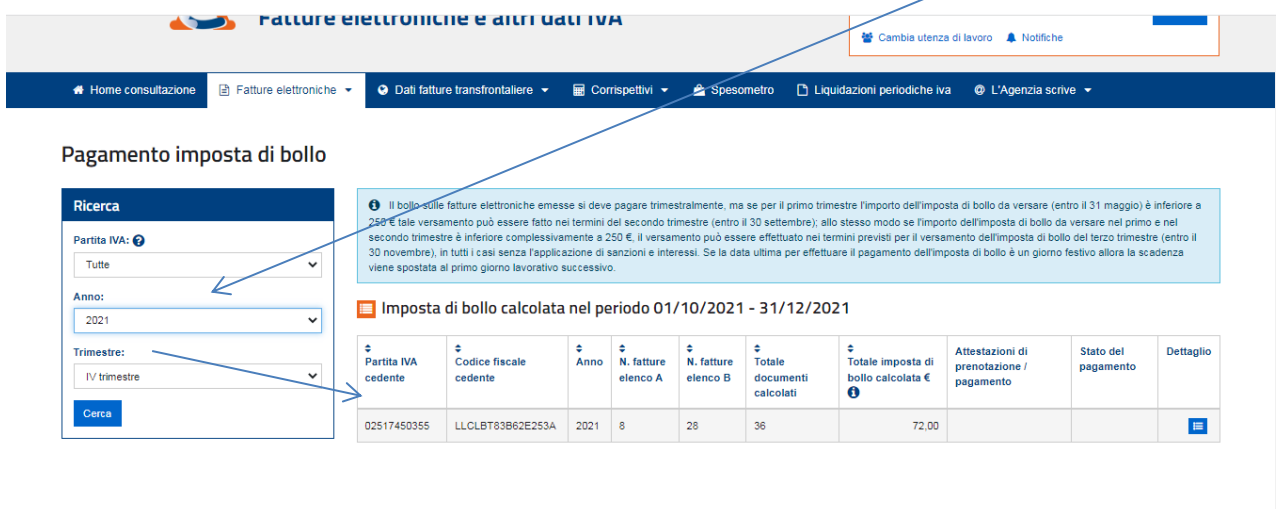 Fatture elettroniche e altri dati IVA
Cambia utenza di lavoro Notifiche
Home consultazione Fatture elettroniche Dati fatture transfrontaliere Corrispettivi Spesometro Liquidazioni periodiche iva L'Agenzia scrive
Pagamento imposta di bollo
Ricerca
Partita IVA:
Tutte
Anno:
2021
Trimestre:
IV trimestre
Cerca
Il bollo sulle fatture elettroniche emesse si deve pagare trimestralmente, ma se per il primo trimestre l'importo dell'imposta di bollo da versare (entro il 31 maggio) è inferiore a
250 € tale versamento può essere fatto nei termini del secondo trimestre (entro il 30 settembre); allo stesso modo se l'importo dell'imposta di bollo da versare nel primo e nel
secondo trimestre è inferiore complessivamente a 250 €, il versamento può essere effettuato nei termini previsti per il versamento dell'imposta di bollo del terzo trimestre (entro il
30 novembre), in tutti i casi senza l'applicazione di sanzioni e interessi. Se la data ultima per effettuare il pagamento dell'imposta di bollo è un giorno festivo allora la scadenza
viene spostata al primo giorno lavorativo successivo.
Imposta di bollo calcolata nel periodo 01/10/2021 - 31/12/2021
Partita IVA cedente
Codice fiscale cedente
Anno
N. fatture elenco A
N. fatture elenco B
Totale documenti calcolati
Totale imposta di bollo calcolata €
Attestazioni di prenotazione / pagamento
Stato del pagamento
Dettaglio
02517450355 LLCLBT83B62E253A 2021 8 28 36 72,00